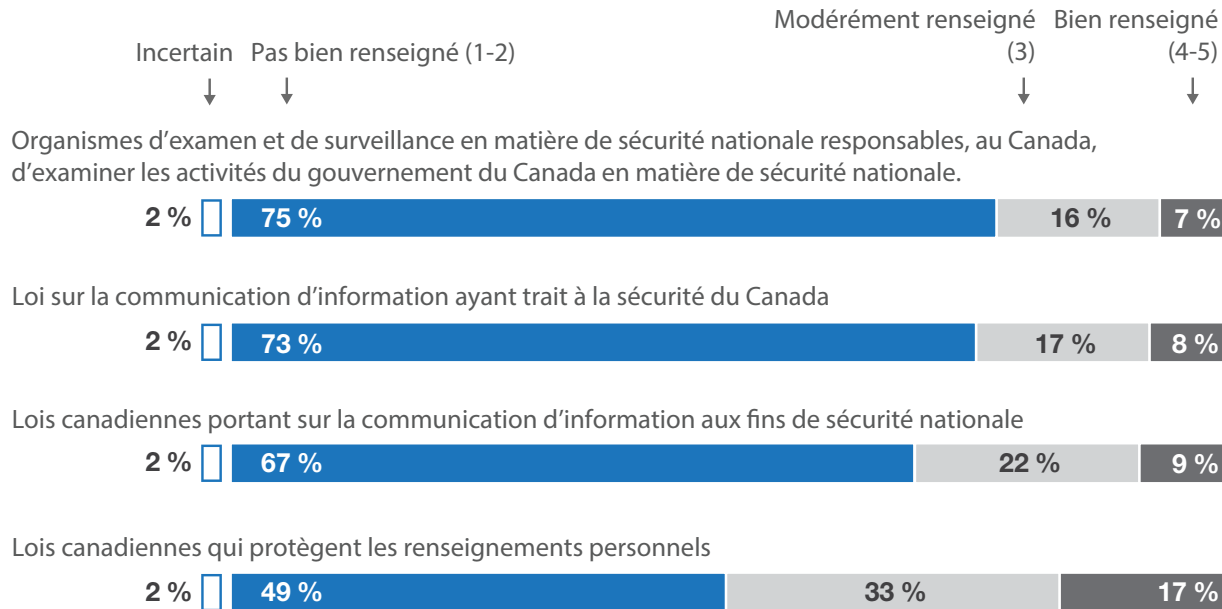 Incertain Pas bien renseigné (1-2) Modérément renseigné (3) Bien renseigné (4-5)
Organismes d’examen et de surveillance en matière de sécurité nationale responsables, au Canada,
d’examiner les activités du gouvernement du Canada en matière de sécurité nationale.
2 % 75 % 16 % 7 %
Loi sur la communication d’information ayant trait à la sécurité du Canada
2 % 73 % 17 % 8 %
Lois canadiennes portant sur la communication d’information aux fins de sécurité nationale
2 % 67 % 22 % 9 %
Lois canadiennes qui protègent les renseignements personnels
2 % 49 % 33 % 17 %